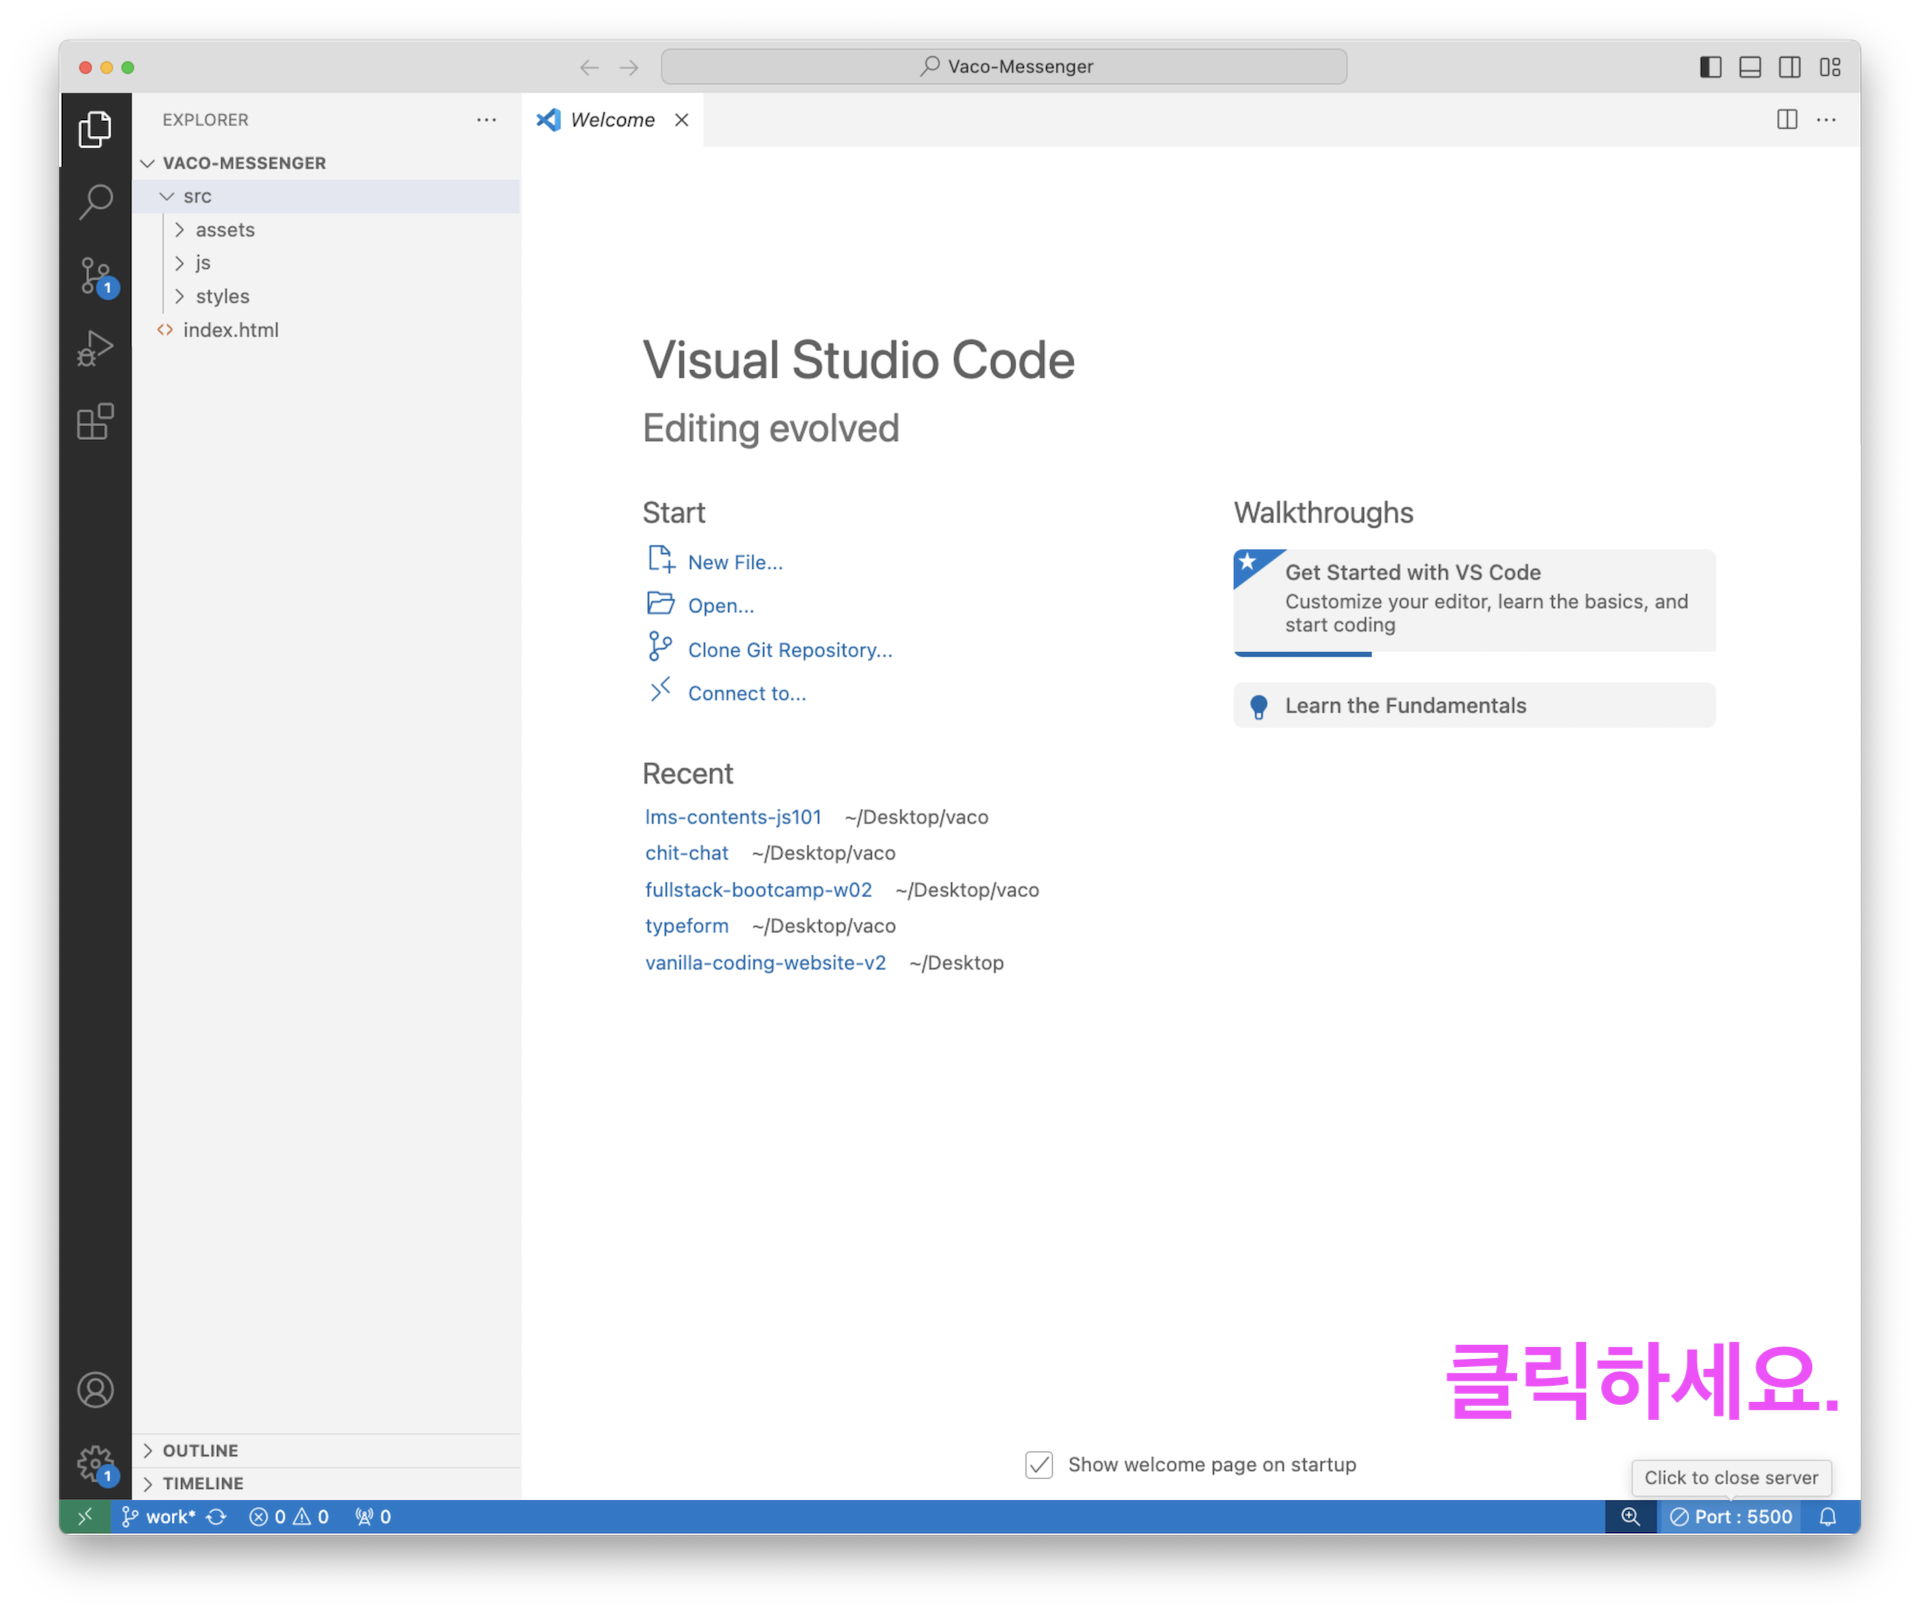 Vaco-Messenger
EXPLORER
VACO-MESSENGER
src
assets
js
styles
index.html
OUTLINE
TIMELINE
Welcome
Visual Studio Code
Editing evolved
Start
New File...
Open...
Clone Git Repository...
Connect to...
Recent
lms-contents-js101 ~/Desktop/vaco
chit-chat ~/Desktop/vaco
fullstack-bootcamp-w02 ~/Desktop/vaco
typeform ~/Desktop/vaco
vanilla-coding-website-v2 ~/Desktop
Walkthroughs
Get Started with VS Code
Customize your editor, learn the basics, and
start coding
Learn the Fundamentals
클릭하세요.
Show welcome page on startup
Click to close server
1
1
work* 0 0 0
Port : 5500